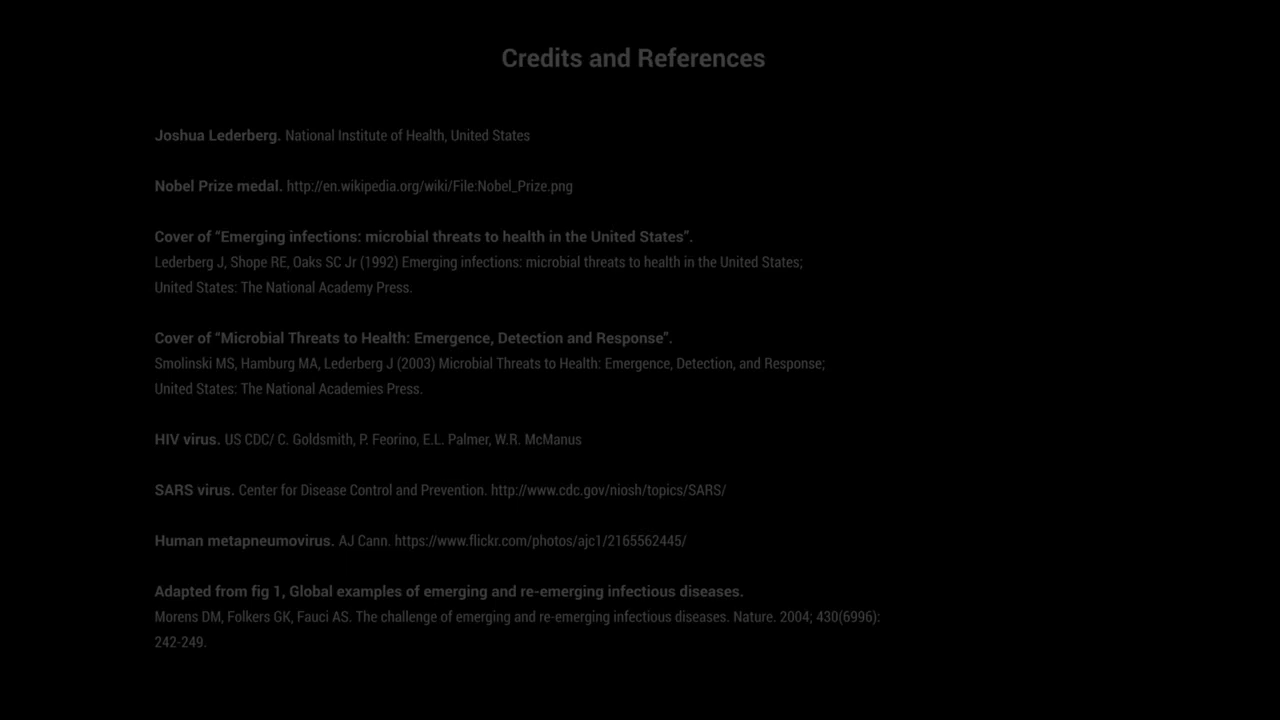 Credits and References
Joshua Lederberg. National Institute of Health, United States
Nobel Prize medal. http://en.wikipedia.org/wiki/File:Nobel_Prize.png
Cover of “Emerging infections: microbial threats to health in the United States”.
Lederberg J, Shope RE, Oaks SC Jr (1992) Emerging infections: microbial threats to health in the United States;
United States: The National Academy Press.
Cover of “Microbial Threats to Health: Emergence, Detection and Response”.
Smolinski MS, Hamburg MA, Lederberg J (2003) Microbial Threats to Health: Emergence, Detection, and Response;
United States: The National Academies Press.
HIV virus. US CDC/ C. Goldsmith, P. Feorino, E.L. Palmer, W.R. McManus
SARS virus. Center for Disease Control and Prevention. http://www.cdc.gov/niosh/topics/SARS/
Human metapneumovirus. AJ Cann. https://www.flickr.com/photos/ajc1/2165562445/
Adapted from fig 1, Global examples of emerging and re-emerging infectious diseases.
Morens DM, Folkers GK, Fauci AS. The challenge of emerging and re-emerging infectious diseases. Nature. 2004; 430(6996):
242-249.